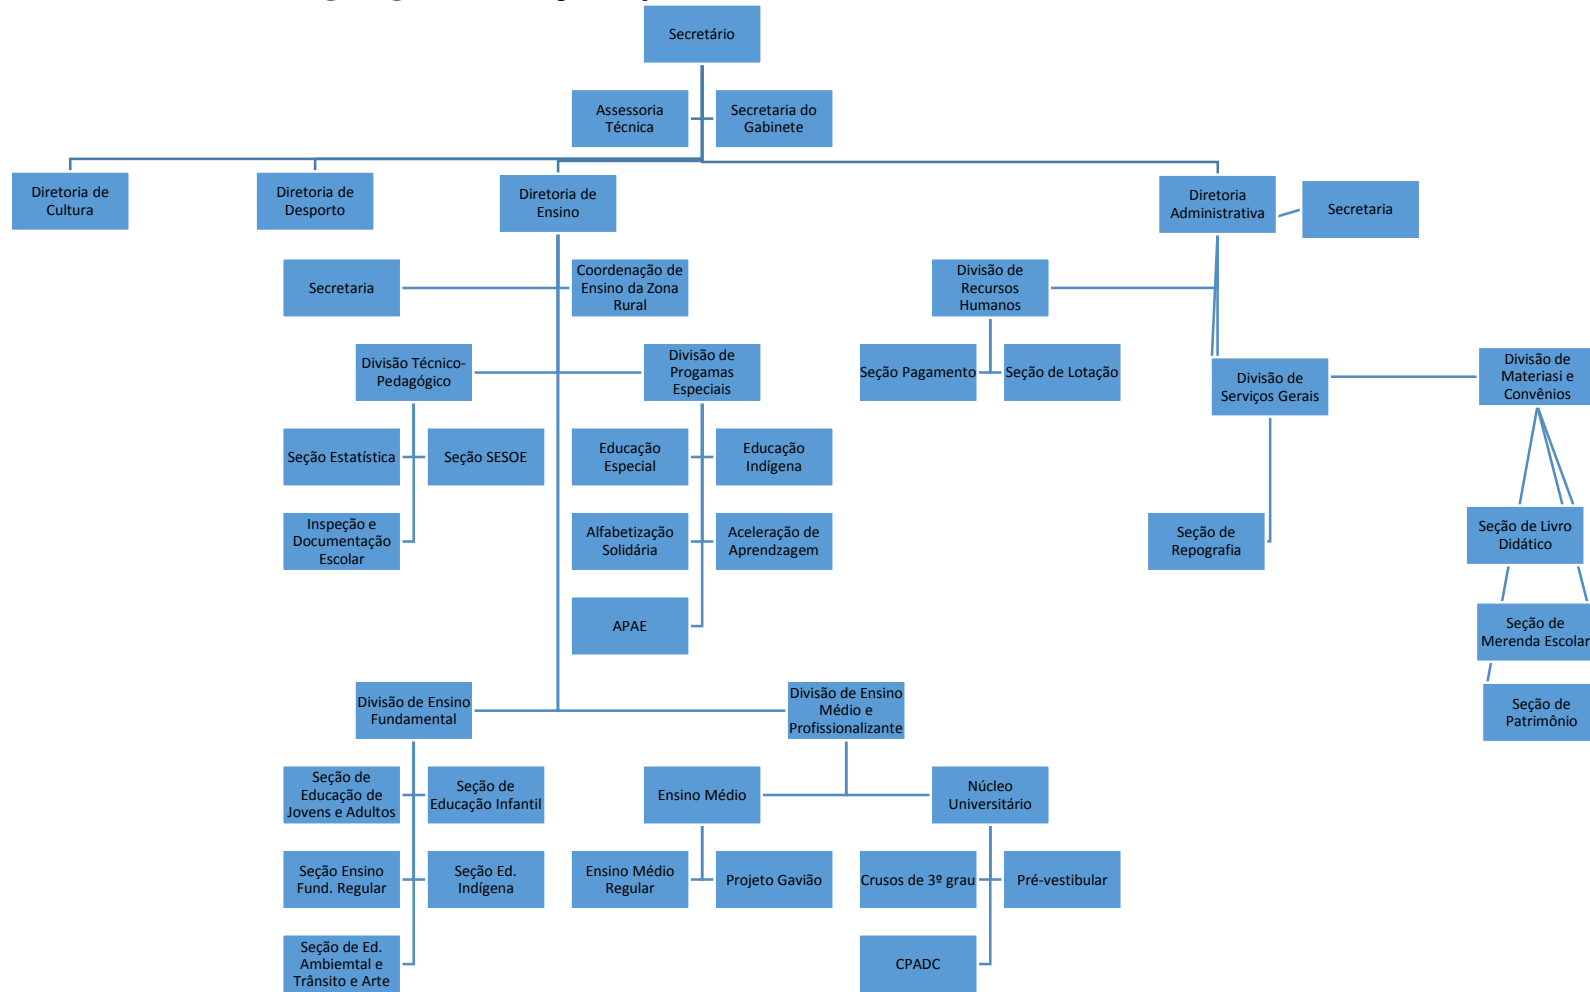 Secretário
Assessoria
Técnica
Secretaria do
Gabinete
Diretoria de
Cultura
Diretoria de
Desporto
Diretoria de
Ensino
Diretoria
Administrativa
Secretaria
Secretaria
Coordenação de
Ensino da Zona
Rural
Divisão de
Recursos
Humanos
Divisão Técnico-
Pedagógico
Divisão de
Progamas
Especiais
Seção Pagamento
Seção de Lotação
Divisão de
Serviços Gerais
Divisão de
Materiasi e
Convênios
Seção Estatística
Seção SESOE
Educação
Especial
Educação
Indígena
Inspeção e
Documentação
Escolar
Alfabetização
Solidária
Aceleração de
Aprendzagem
Seção de
Repografia
Seção de Livro
Didático
APAE
Seção de
Merenda Escolar
Seção de
Patrimônio
Divisão de Ensino
Fundamental
Divisão de Ensino
Médio e
Profissionalizante
Seção de
Educação de
Jovens e Adultos
Seção de
Educação Infantil
Ensino Médio
Núcleo
Universitário
Seção Ensino
Fund. Regular
Seção Ed.
Indígena
Ensino Médio
Regular
Projeto Gavião
Crusos de 3º grau
Pré-vestibular
Seção de Ed.
Ambiemtal e
Trânsito e Arte
CPADC